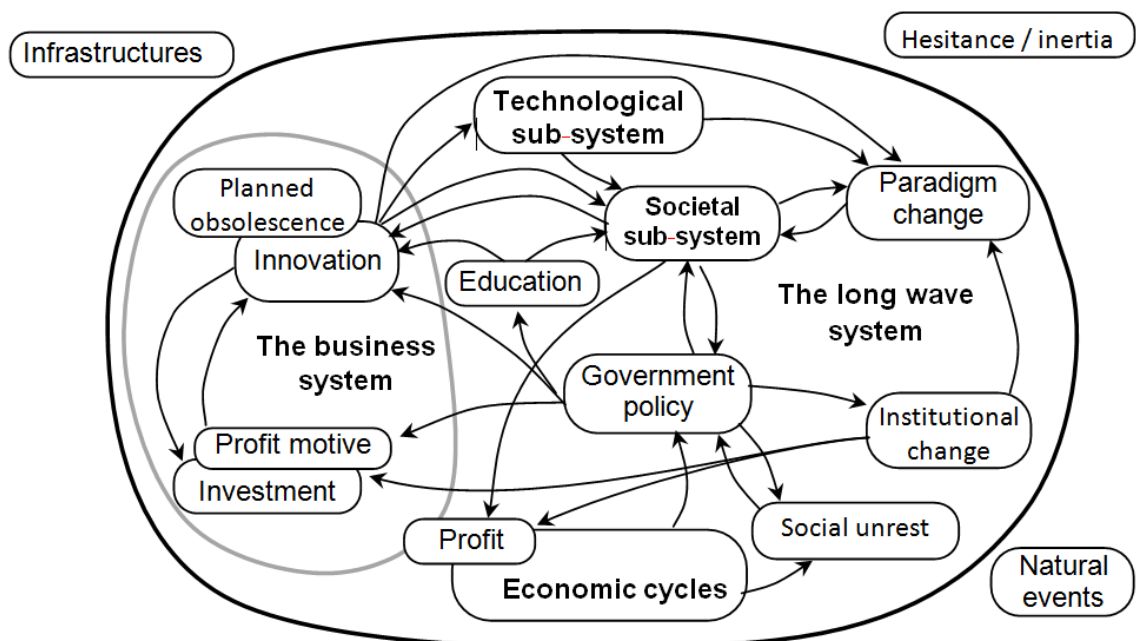 Infrastructures
Hesitance / inertia
Technological
sub-system
Planned
obsolescence
Innovation
Societal
sub-system
Paradigm
change
Education
The long wave
system
The business
system
Government
policy
Institutional
change
Profit motive
Investment
Profit
Social unrest
Economic cycles
Natural
events